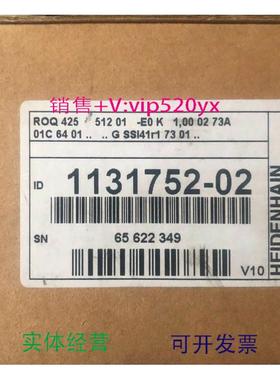 ROQ 425 512 01 -E0 K 1,00 02 73A
销售+V:vip520yx
01C 64 01 .. .. G SSI41r1 73 01 ..
ID 1131752-02
SN 65 622 349
V10
HEIDENHAIN
实体经营 可开发票